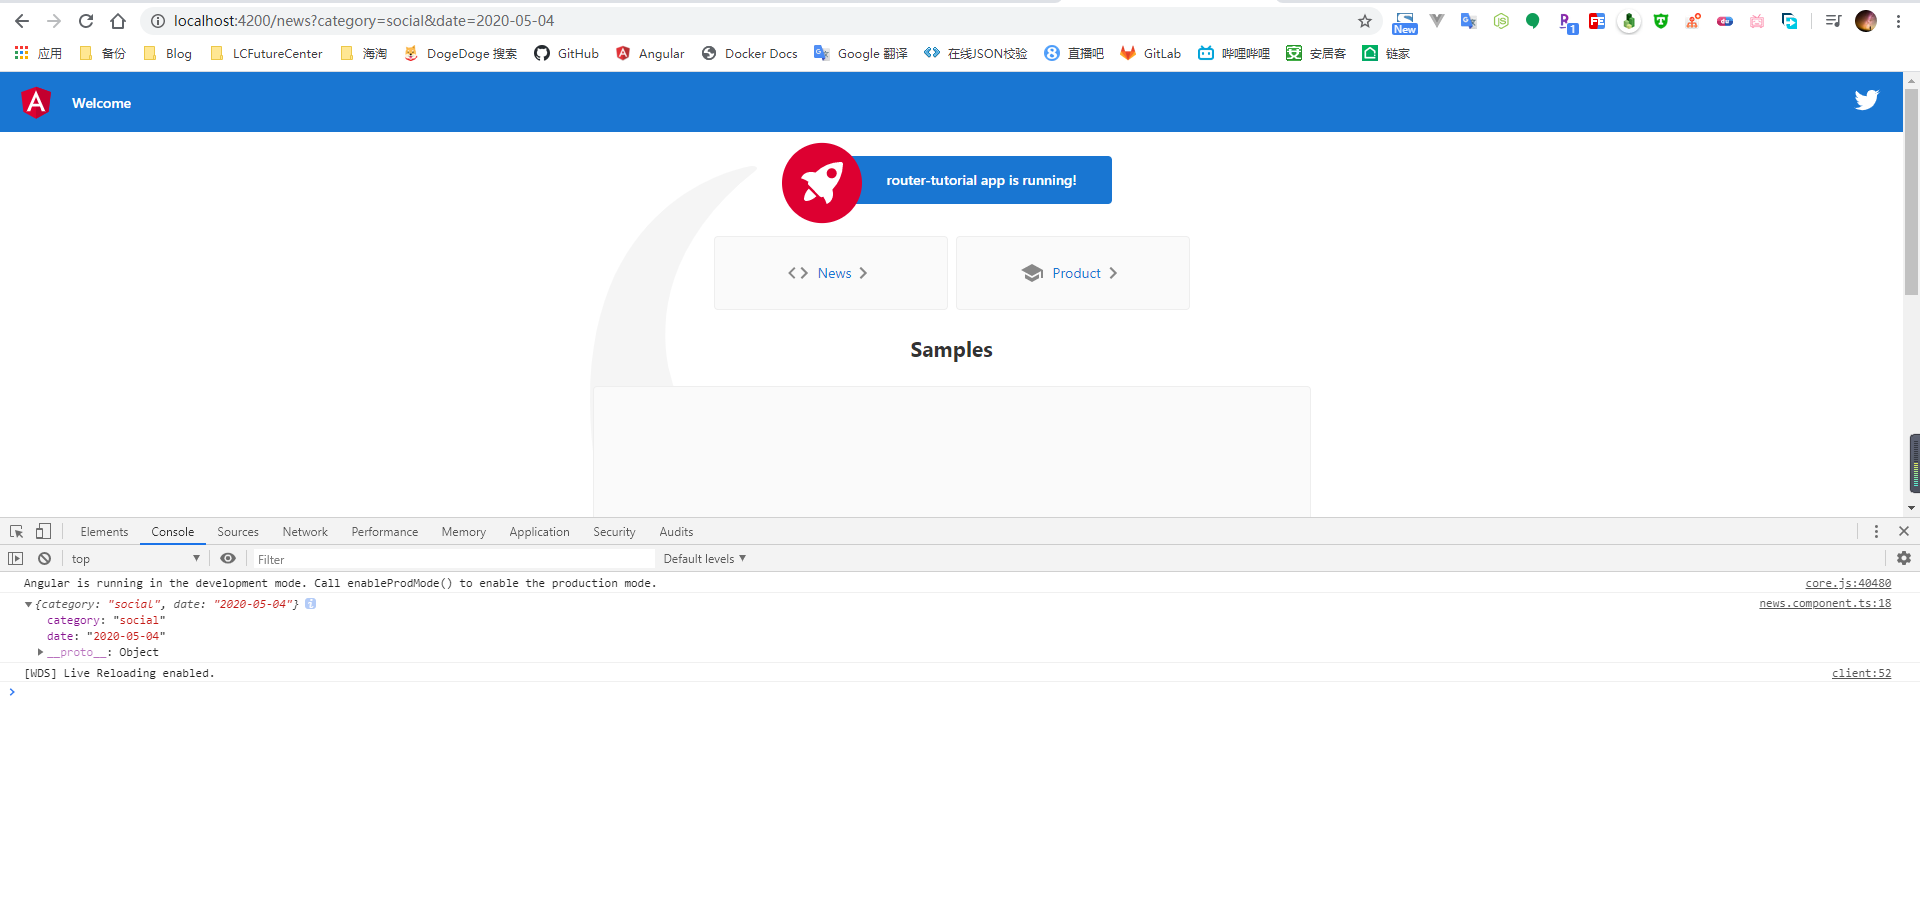 localhost:4200/news?category=social&date=2020-05-04
New
FE
1
du
应用 备份 Blog LCFutureCenter 海淘 DogeDoge 搜索 GitHub Angular Docker Docs Google 翻译 在线JSON校验 直播吧 GitLab 哔哩哔哩 安居客 链家
Welcome
router-tutorial app is running!
News
Product
Samples
Elements Console Sources Network Performance Memory Application Security Audits
top Filter Default levels
Angular is running in the development mode. Call enableProdMode() to enable the production mode. core.js:40480
{category: "social", date: "2020-05-04"} news.component.ts:18
category: "social"
date: "2020-05-04"
__proto__: Object
[WDS] Live Reloading enabled. client:52